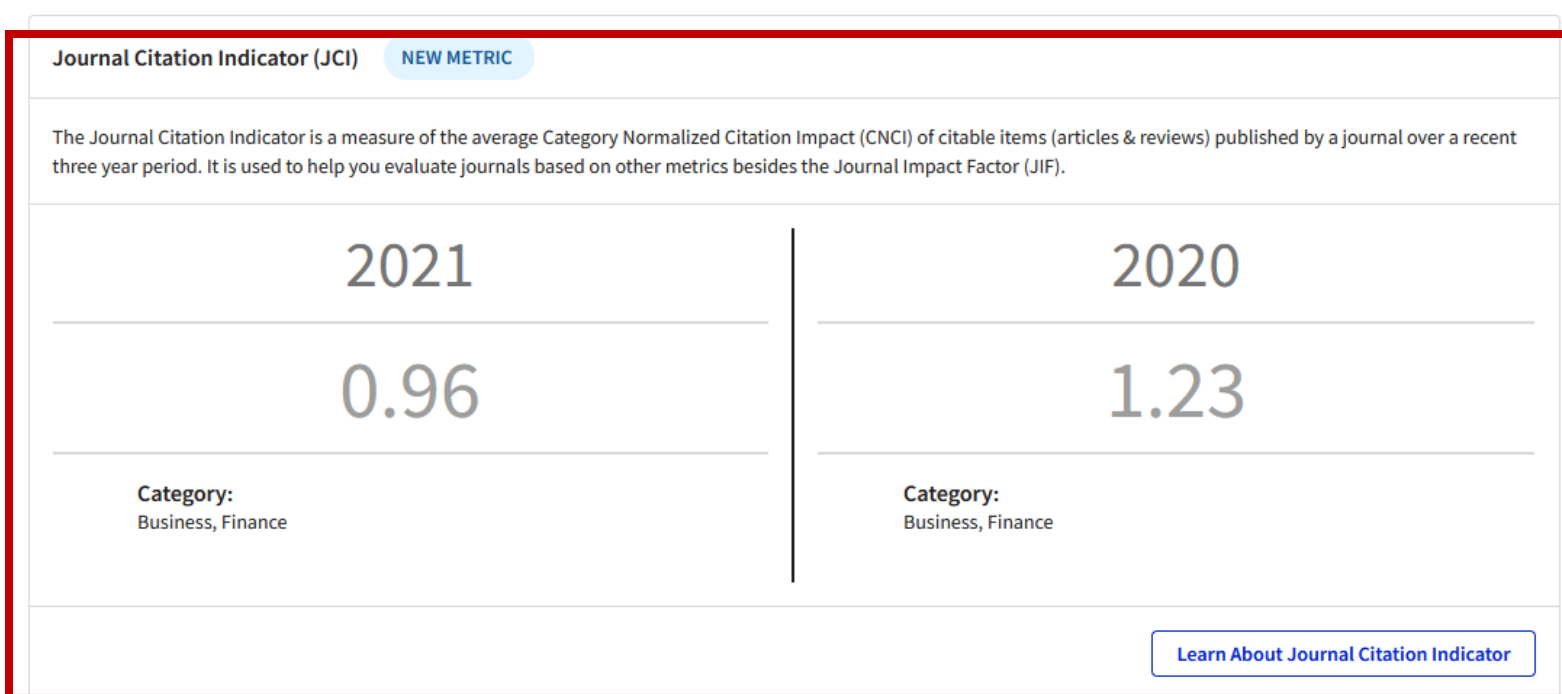 Journal Citation Indicator (JCI) NEW METRIC
The Journal Citation Indicator is a measure of the average Category Normalized Citation Impact (CNCI) of citable items (articles & reviews) published by a journal over a recent
three year period. It is used to help you evaluate journals based on other metrics besides the Journal Impact Factor (JIF).
2021
0.96
Category:
Business, Finance
2020
1.23
Category:
Business, Finance
Learn About Journal Citation Indicator